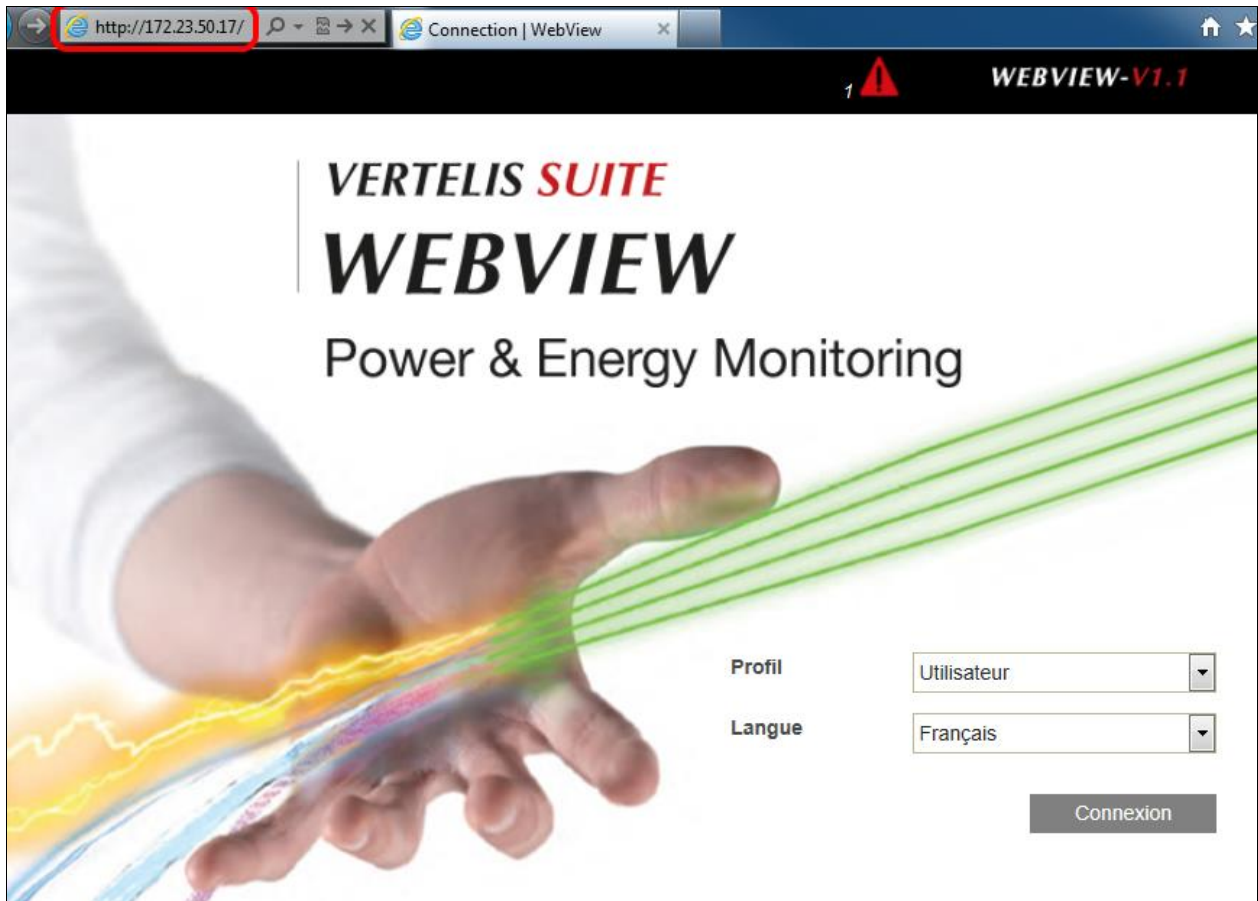 http://172.23.50.17/
Connection | WebView
1
WEBVIEW-V1.1
VERTELIS SUITE
WEBVIEW
Power & Energy Monitoring
Profil
Utilisateur
Langue
Français
Connexion